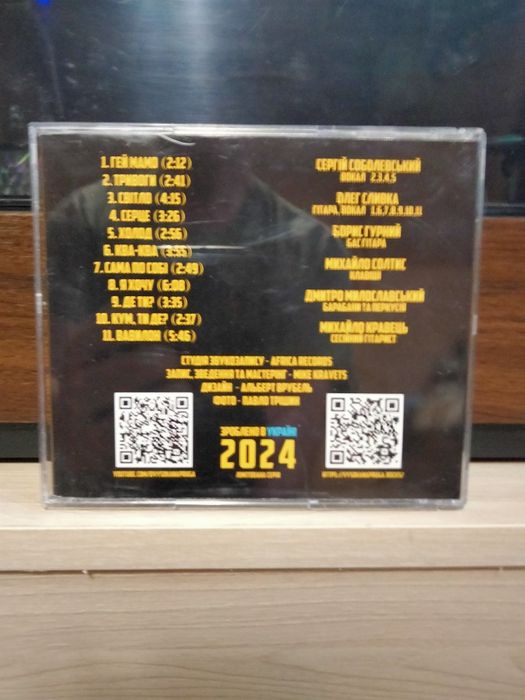 1. ГЕЙ МАМО (2:12)
2. ТРИВОГИ (2:41)
3. СВІТЛО (4:15)
4. СЕРЦЕ (3:26)
5. ХОЛОД (2:56)
6. КВА-КВА (3:55)
7. САМА ПО СОБІ (2:49)
8. Я ХОЧУ (6:08)
9. ДЕ ТИ? (3:35)
10. КУМ, ТИ ДЕ? (2:37)
11. ВАВИЛОН (5:46)
СЕРГІЙ СОБОЛЕВСЬКИЙ
ВОКАЛ 2,3,4,5
ОЛЕГ СЛИВКА
ГІТАРА, ВОКАЛ 1,6,7,8,9,10,11
БОРИС ГУРНИЙ
БАС ГІТАРА
МИХАЙЛО СОЛТИС
КЛАВІШІ
ДМИТРО МИЛОСЛАВСЬКИЙ
БАРАБАНИ ТА ПЕРКУСІЯ
МИХАЙЛО КРАВЕЦЬ
СЕСІЙНИЙ ГІТАРИСТ
СТУДІЯ ЗВУКОЗАПИСУ - AFRICA RECORDS
ЗАПИС, ЗВЕДЕННЯ ТА МАСТЕРІНГ - MIKE KRAVETS
ДИЗАЙН - АЛЬБЕРТ ВРУБЕЛЬ
ФОТО - ПАВЛО ТРІШИН
ЗРОБЛЕНО В УКРАЇНІ
2024
ЛІМІТОВАНА СЕРІЯ